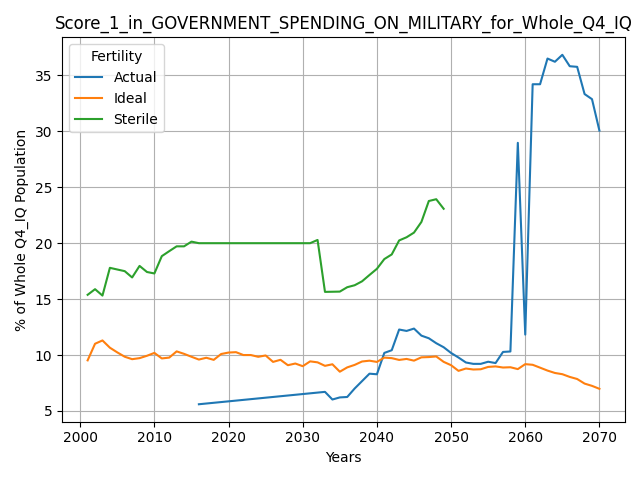 Score_1_in_GOVERNMENT_SPENDING_ON_MILITARY_for_Whole_Q4_IQ
Fertility
Actual
Ideal
Sterile
% of Whole Q4_IQ Population
35
30
25
20
15
10
5
2000 2010 2020 2030 2040 2050 2060 2070
Years